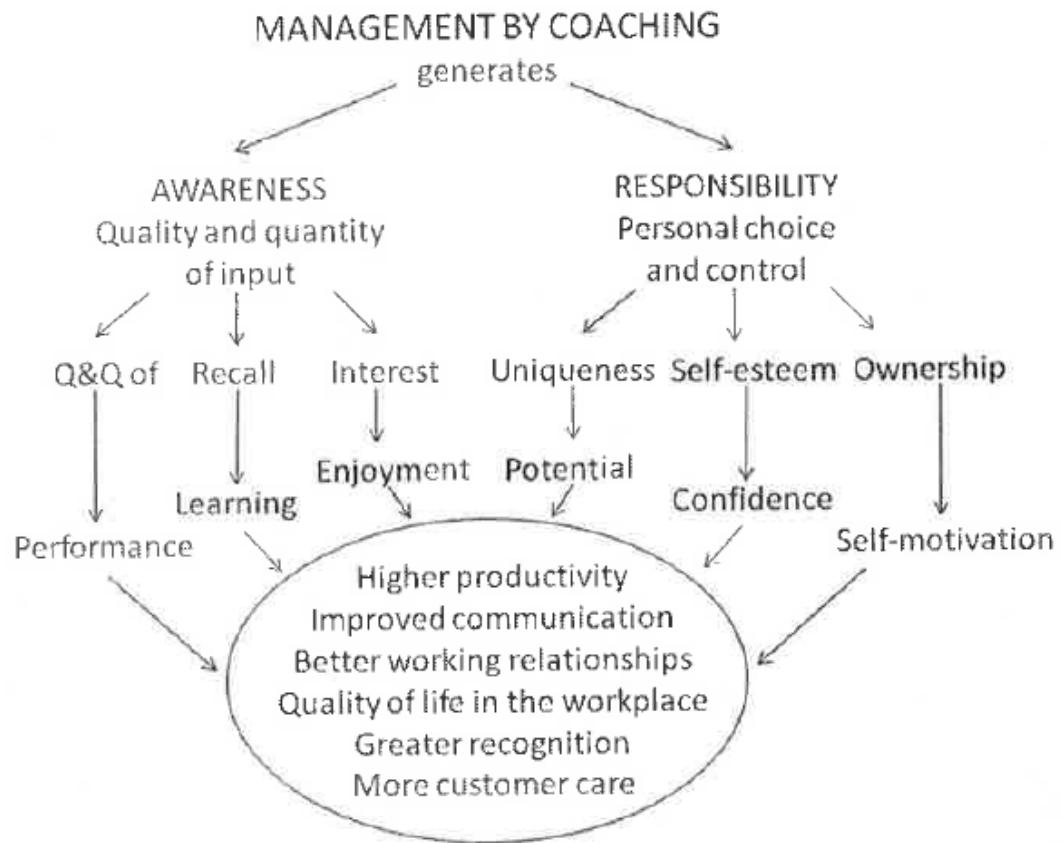 MANAGEMENT BY COACHING
generates
AWARENESS
Quality and quantity
of input
RESPONSIBILITY
Personal choice
and control
Q&Q of
Recall
Interest
Uniqueness
Self-esteem
Ownership
Enjoyment
Potential
Learning
Confidence
Performance
Self-motivation
Higher productivity
Improved communication
Better working relationships
Quality of life in the workplace
Greater recognition
More customer care